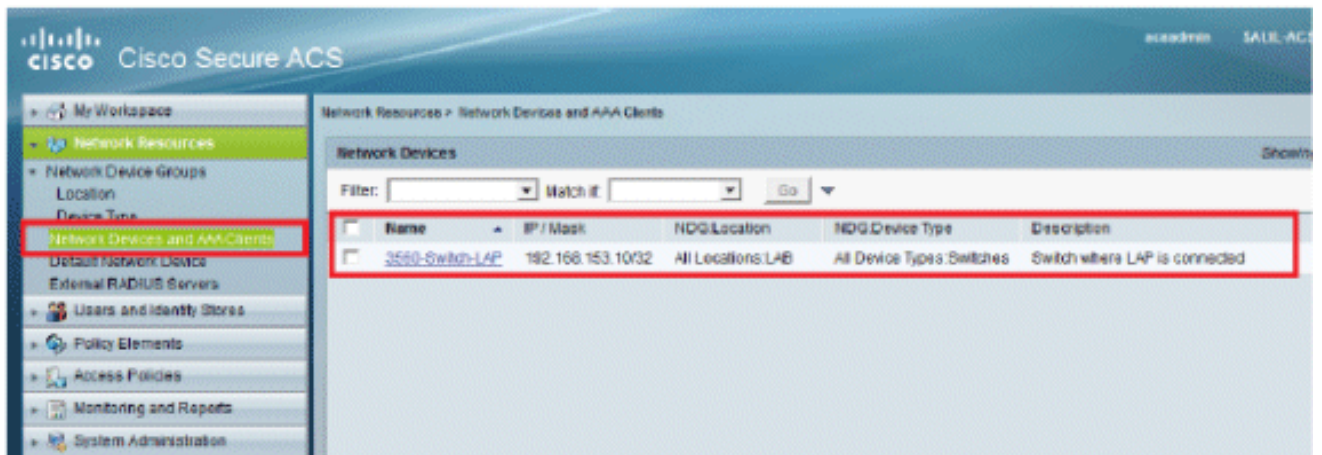 cisco Cisco Secure ACS
acsadmin SALIL-ACS
My Workspace
Network Resources
Network Device Groups
Location
Device Type
Network Devices and AAA Clients
Default Network Device
External RADIUS Servers
Users and Identity Stores
Policy Elements
Access Policies
Monitoring and Reports
System Administration
Network Resources > Network Devices and AAA Clients
Network Devices Showing
Filter: Match if: Go
Name IP / Mask NDG:Location NDG:Device Type Description
3560-Switch-LAP 192.168.153.10/32 All Locations:LAB All Device Types:Switches Switch where LAP is connected